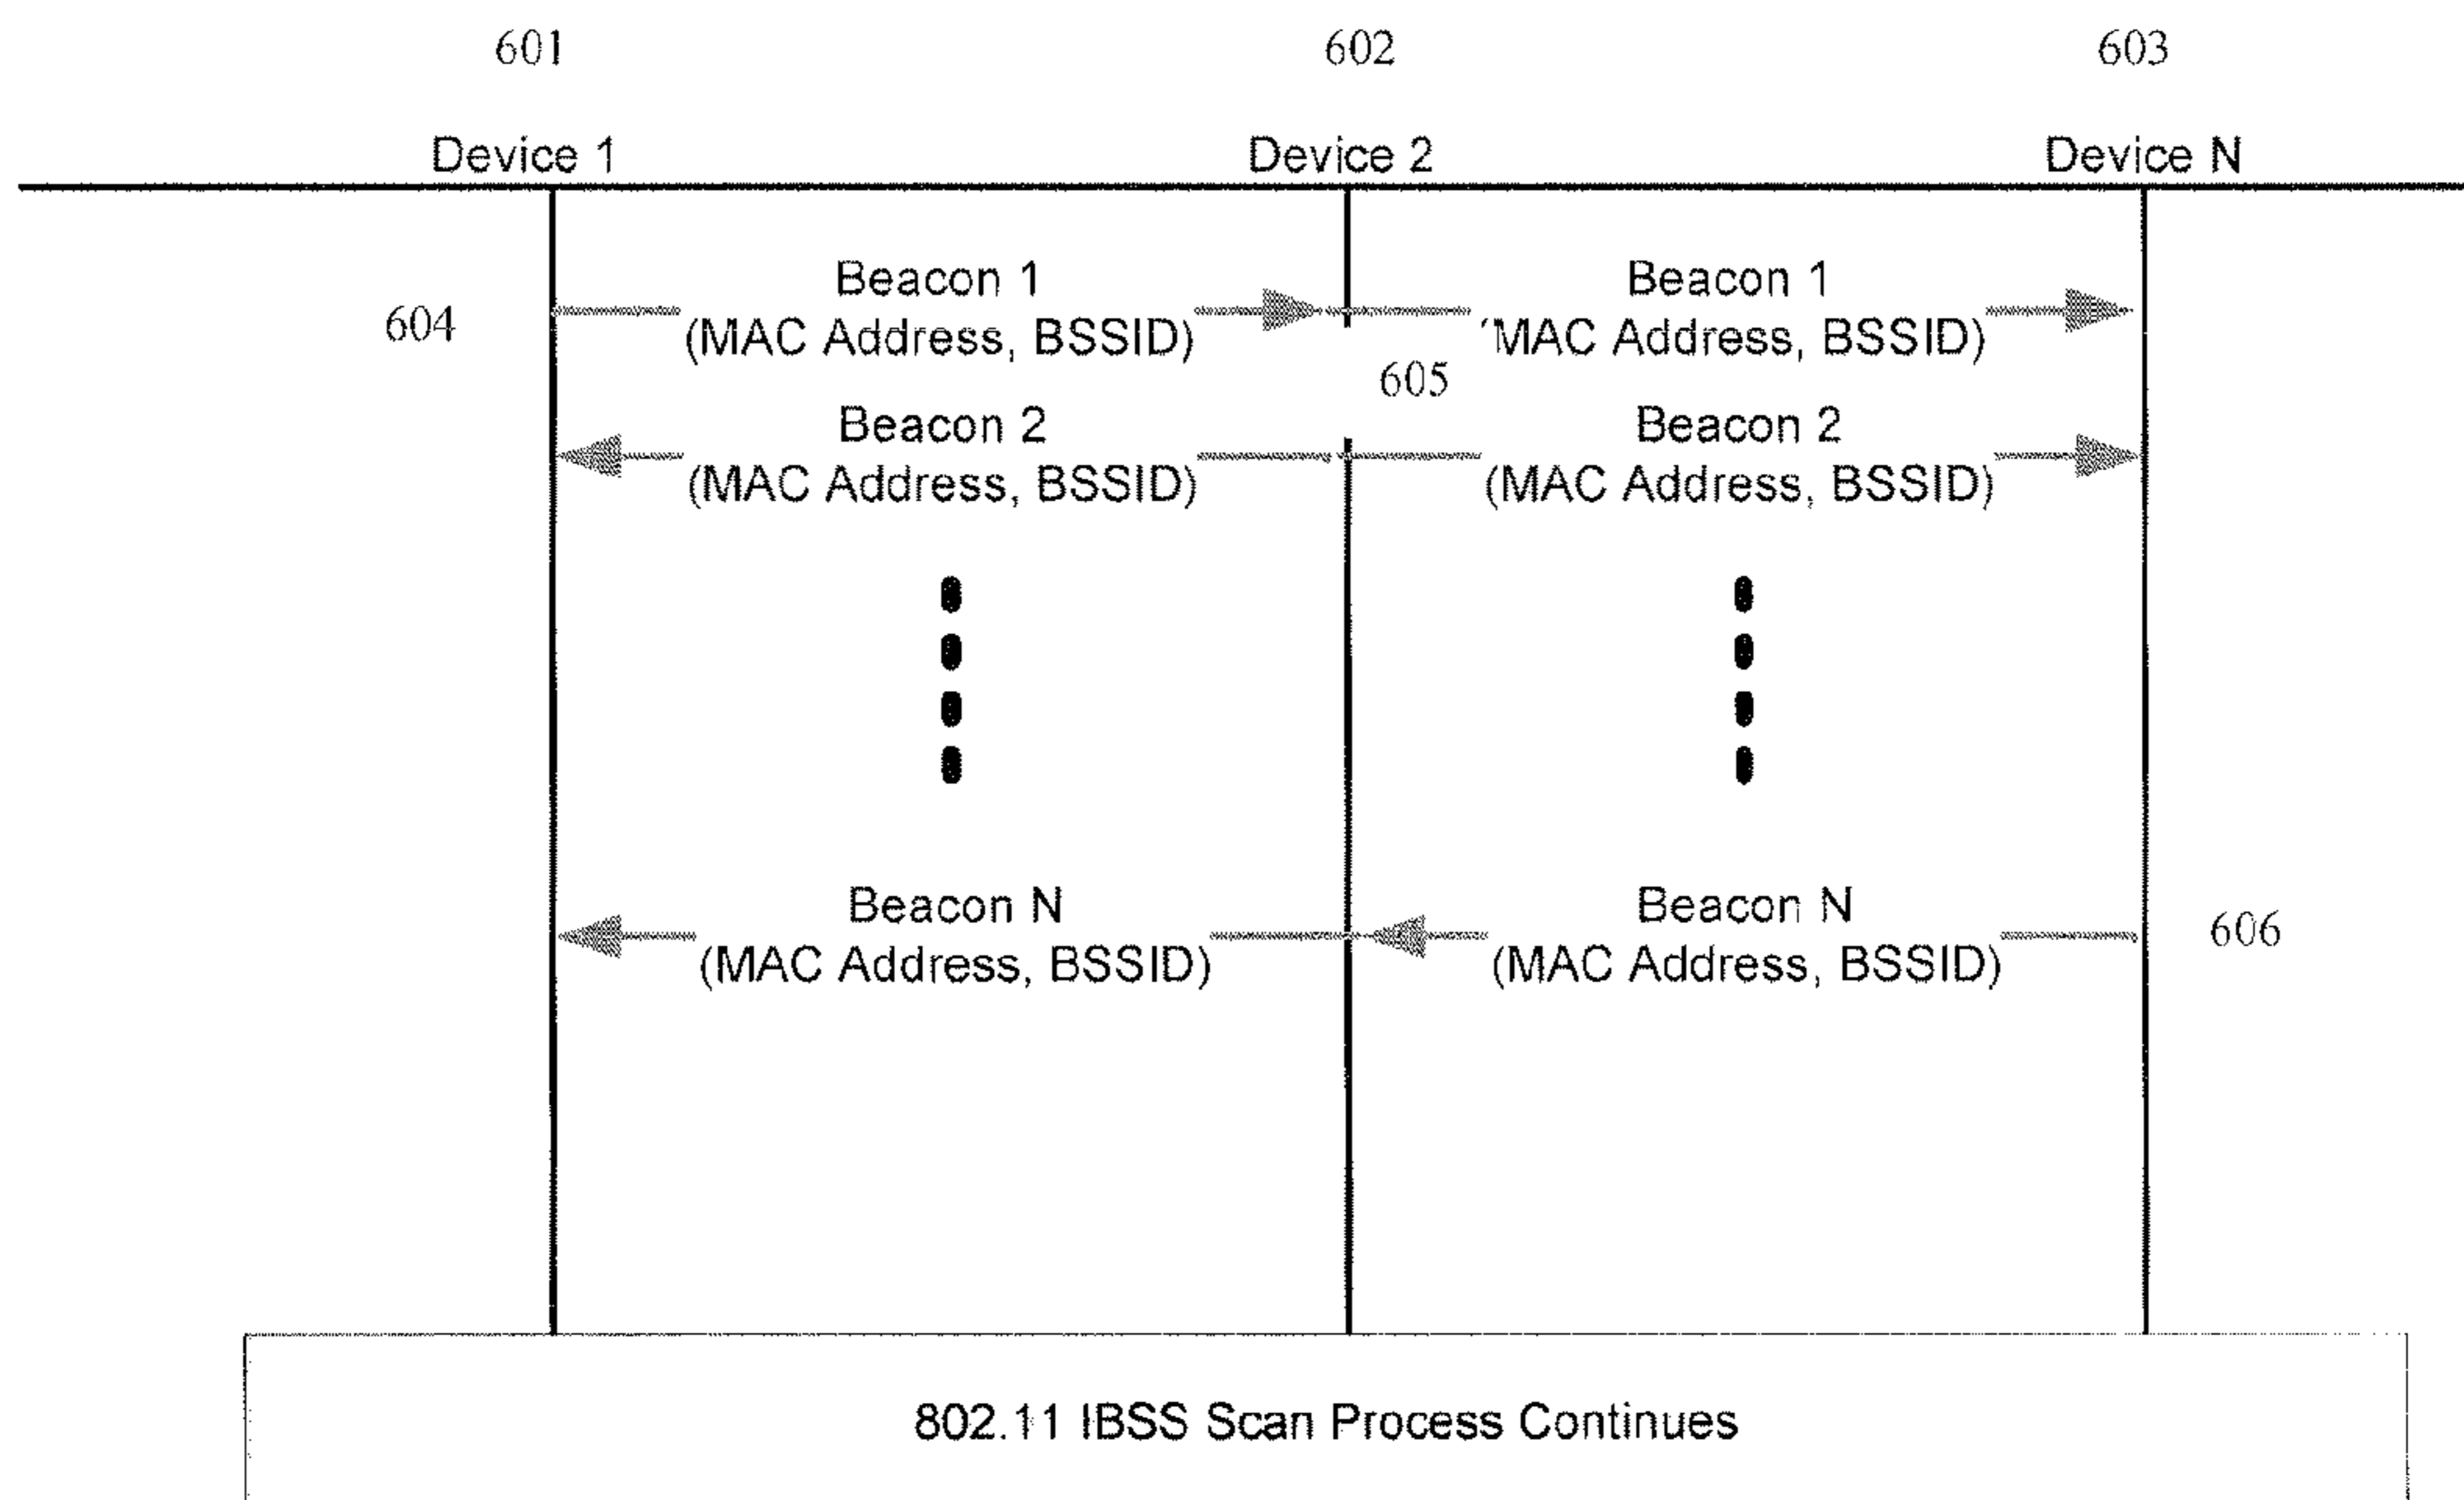 601 602 603
Device 1 Device 2 Device N
Beacon 1 Beacon 1
604 (MAC Address, BSSID) 'MAC Address, BSSID)
605
Beacon 2 Beacon 2
(MAC Address, BSSID) (MAC Address, BSSID)
Beacon N Beacon N
(MAC Address, BSSID) (MAC Address, BSSID) 606
802.11 IBSS Scan Process Continues